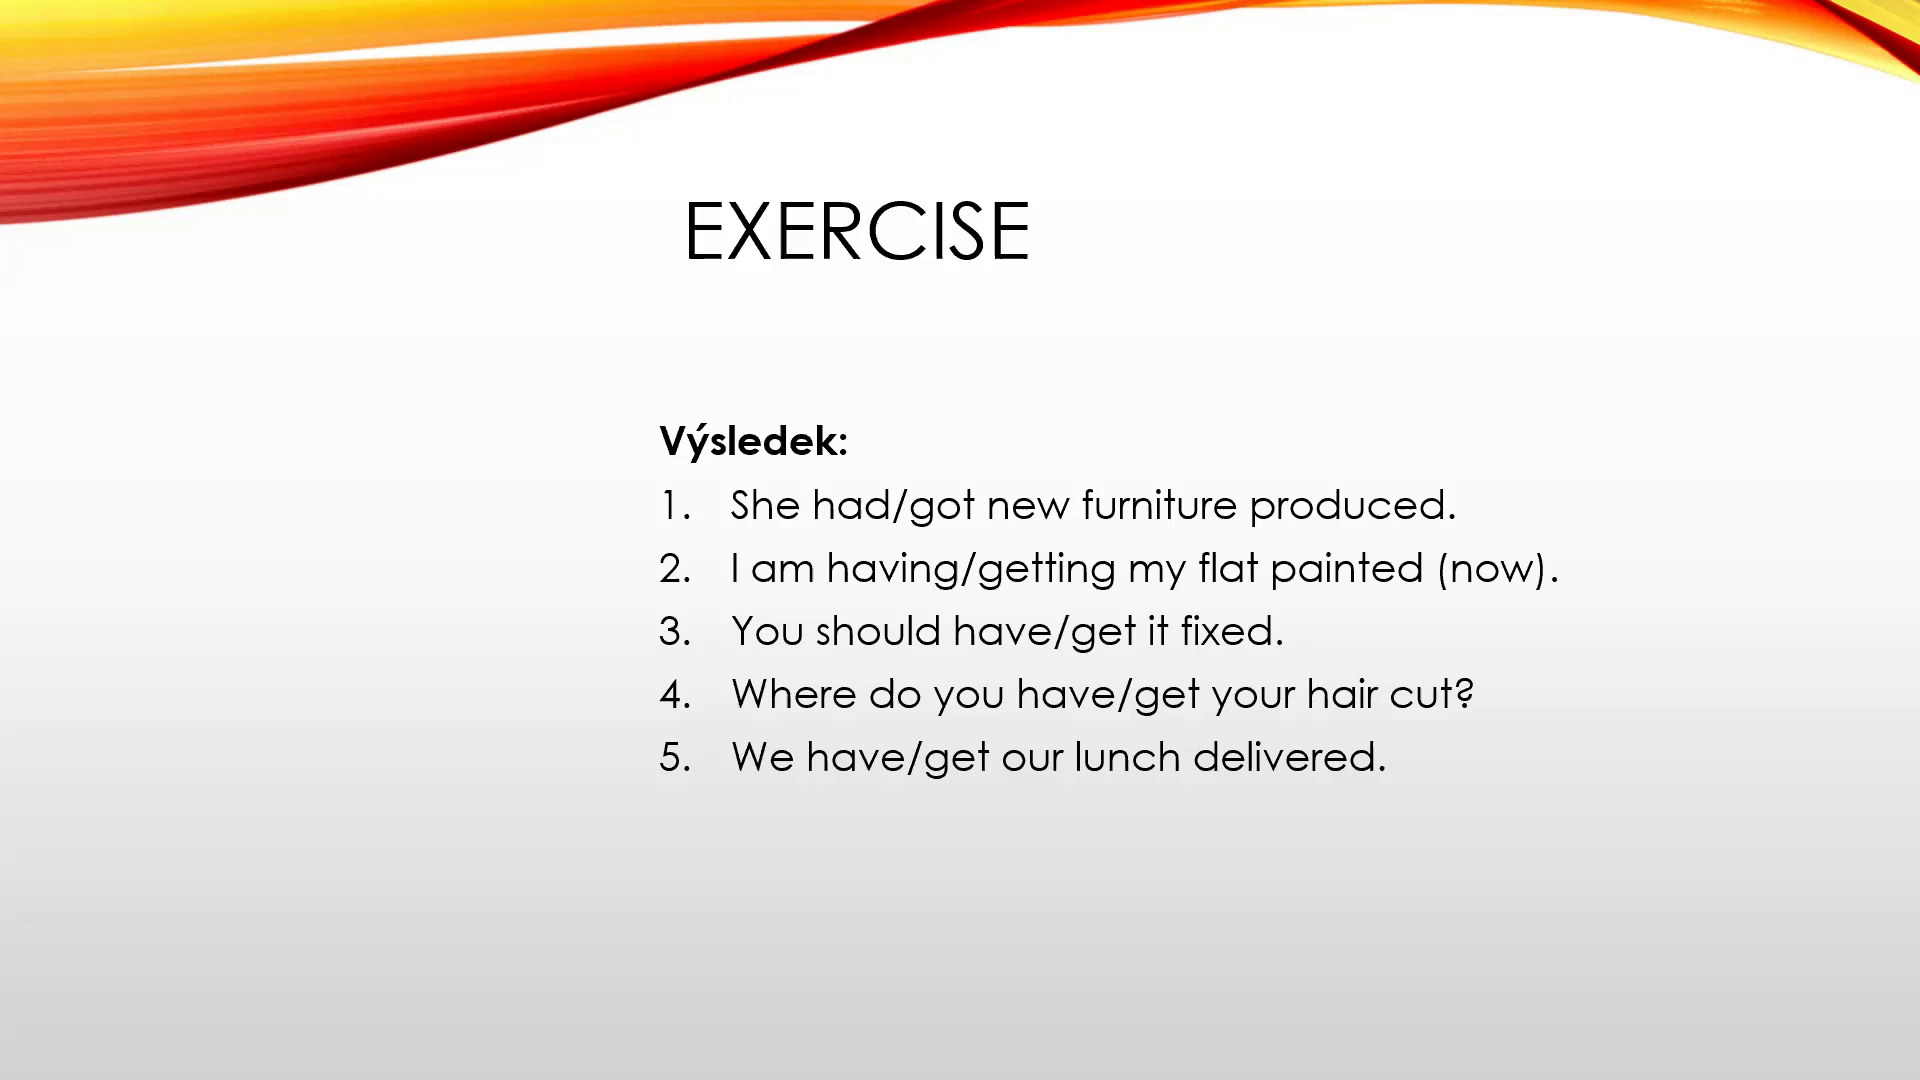 EXERCISE
Výsledek:
1. She had/got new furniture produced.
2. I am having/getting my flat painted (now).
3. You should have/get it fixed.
4. Where do you have/get your hair cut?
5. We have/get our lunch delivered.